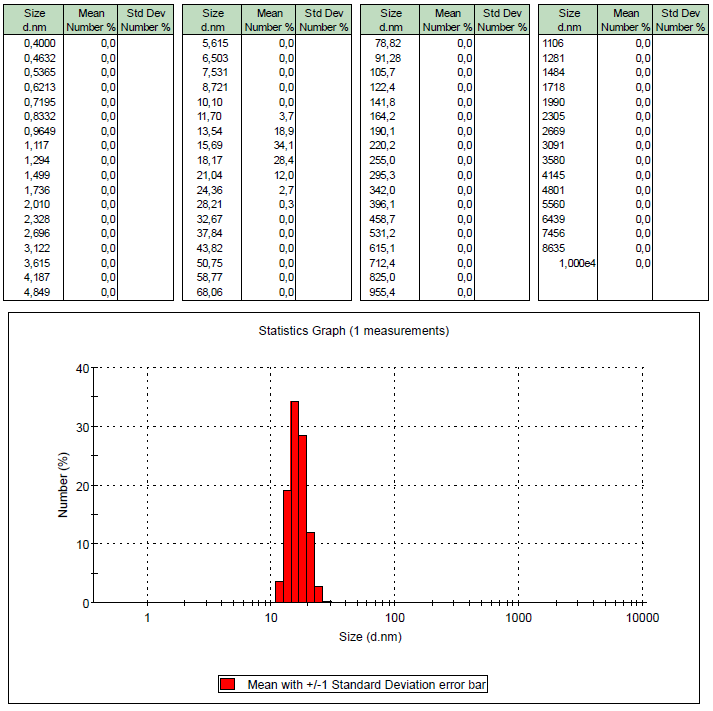 Size Mean Std Dev Size Mean Std Dev Size Mean Std Dev Size Mean Std Dev
d.nm Number % Number % d.nm Number % Number % d.nm Number % Number % d.nm Number % Number %
0,4000 0,0 5,615 0,0 78,82 0,0 1106 0,0
0,4632 0,0 6,503 0,0 91,28 0,0 1281 0,0
0,5365 0,0 7,531 0,0 105,7 0,0 1484 0,0
0,6213 0,0 8,721 0,0 122,4 0,0 1718 0,0
0,7195 0,0 10,10 0,0 141,8 0,0 1990 0,0
0,8332 0,0 11,70 3,7 164,2 0,0 2305 0,0
0,9649 0,0 13,54 18,9 190,1 0,0 2669 0,0
1,117 0,0 15,69 34,1 220,2 0,0 3091 0,0
1,294 0,0 18,17 28,4 255,0 0,0 3580 0,0
1,499 0,0 21,04 12,0 295,3 0,0 4145 0,0
1,736 0,0 24,36 2,7 342,0 0,0 4801 0,0
2,010 0,0 28,21 0,3 396,1 0,0 5560 0,0
2,328 0,0 32,67 0,0 458,7 0,0 6439 0,0
2,696 0,0 37,84 0,0 531,2 0,0 7456 0,0
3,122 0,0 43,82 0,0 615,1 0,0 8635 0,0
3,615 0,0 50,75 0,0 712,4 0,0 1,000e4 0,0
4,187 0,0 58,77 0,0 825,0 0,0
4,849 0,0 68,06 0,0 955,4 0,0
Statistics Graph (1 measurements)
40
30
20
10
0
Number (%)
1 10 100 1000 10000
Size (d.nm)
Mean with +/-1 Standard Deviation error bar